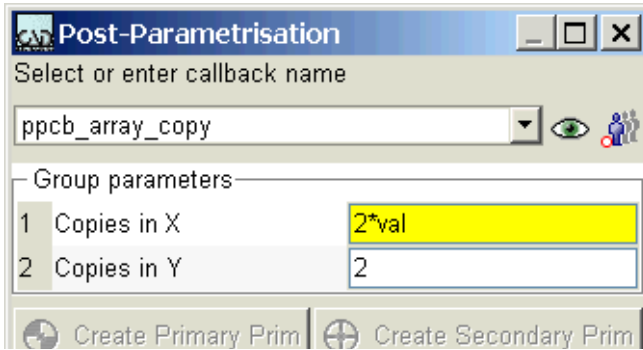 CAD Post-Parametrisation
Select or enter callback name
ppcb_array_copy
Group parameters
1 Copies in X 2*val
2 Copies in Y 2
Create Primary Prim Create Secondary Prim